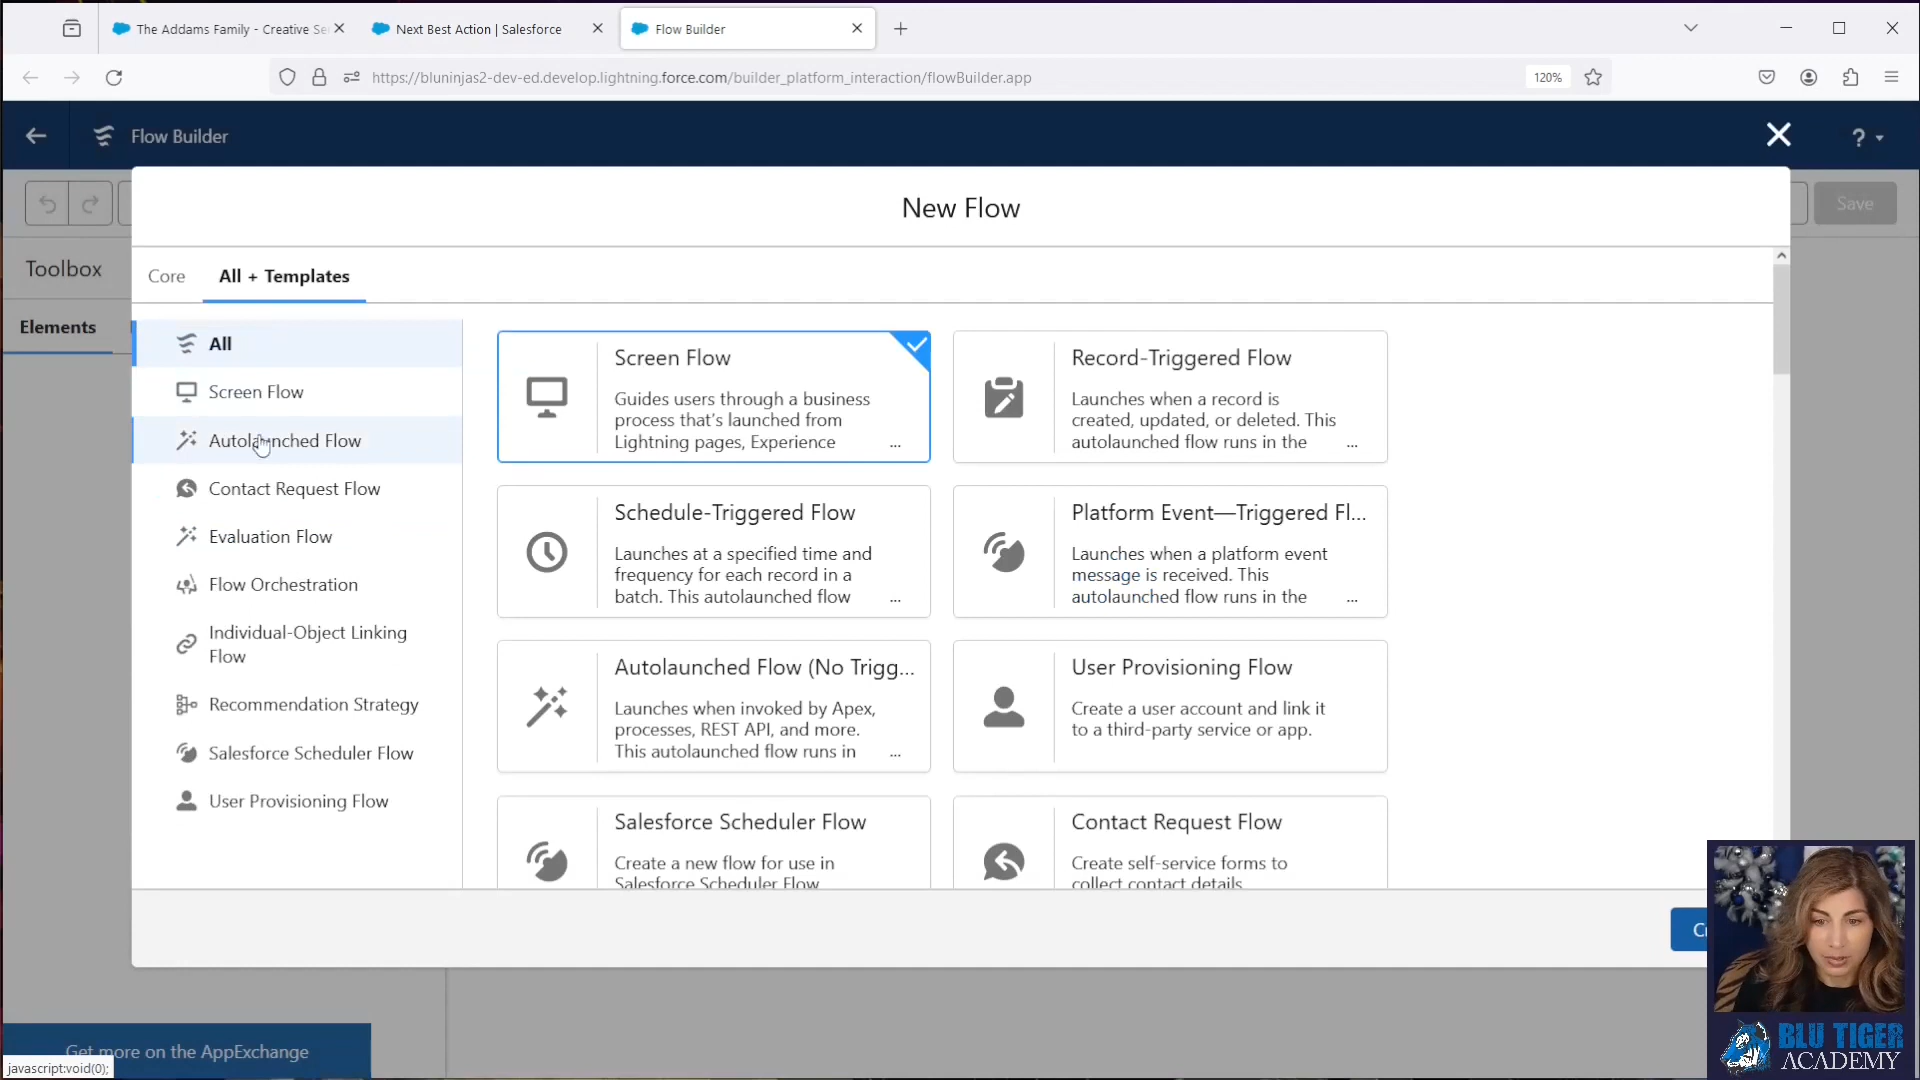 The Addams Family - Creative Se
Next Best Action | Salesforce
Flow Builder
https://bluninjas2-dev-ed.develop.lightning.force.com/builder_platform_interaction/flowBuilder.app
120%
Flow Builder
?
New Flow
Save
Toolbox
Core
All + Templates
Elements
All
Screen Flow
Autolaunched Flow
Contact Request Flow
Evaluation Flow
Flow Orchestration
Individual-Object Linking
Flow
Recommendation Strategy
Salesforce Scheduler Flow
User Provisioning Flow
Screen Flow
Guides users through a business
process that's launched from
Lightning pages, Experience ...
Record-Triggered Flow
Launches when a record is
created, updated, or deleted. This
autolaunched flow runs in the ...
Schedule-Triggered Flow
Launches at a specified time and
frequency for each record in a
batch. This autolaunched flow ...
Platform Event—Triggered Fl...
Launches when a platform event
message is received. This
autolaunched flow runs in the ...
Autolaunched Flow (No Trigg...
Launches when invoked by Apex,
processes, REST API, and more.
This autolaunched flow runs in ...
User Provisioning Flow
Create a user account and link it
to a third-party service or app.
Salesforce Scheduler Flow
Create a new flow for use in
Salesforce Scheduler Flow
Contact Request Flow
Create self-service forms to
collect contact details
Get more on the AppExchange
javascript:void(0);
BLU TIGER
ACADEMY